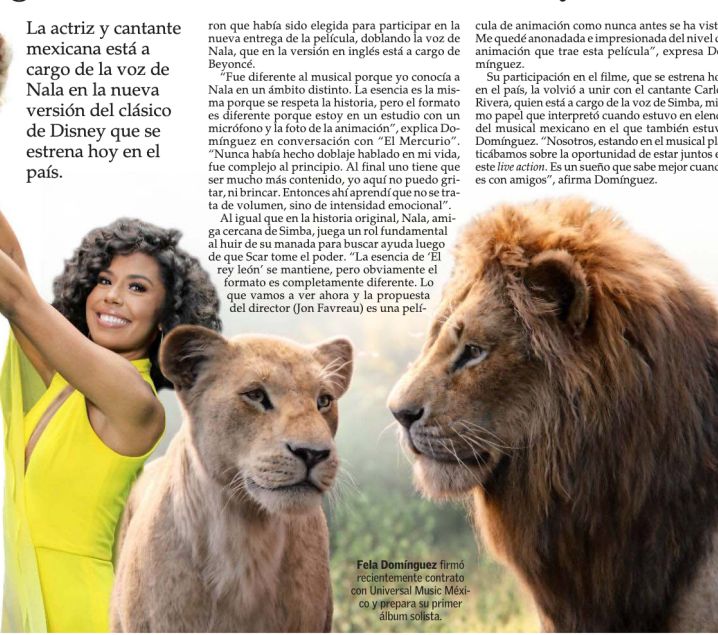 La actriz y cantante
mexicana está a
cargo de la voz de
Nala en la nueva
versión del clásico
de Disney que se
estrena hoy en el
país.
ron que había sido elegida para participar en la
nueva entrega de la película, doblando la voz de
Nala, que en la versión en inglés está a cargo de
Beyoncé.
"Fue diferente al musical porque yo conocía a
Nala en un ámbito distinto. La esencia es la mis-
ma porque se respeta la historia, pero el formato
es diferente porque estoy en un estudio con un
micrófono y la foto de la animación", explica Do-
mínguez en conversación con "El Mercurio".
"Nunca había hecho doblaje hablado en mi vida,
fue complejo al principio. Al final uno tiene que
ser mucho más contenido, yo aquí no puedo gri-
tar, ni brincar. Entonces ahí aprendí que no se tra-
ta de volumen, sino de intensidad emocional".
Al igual que en la historia original, Nala, ami-
ga cercana de Simba, juega un rol fundamental
al huir de su manada para buscar ayuda luego
de que Scar tome el poder. "La esencia de 'El
rey león' se mantiene, pero obviamente el
formato es completamente diferente. Lo
que vamos a ver ahora y la propuesta
del director (Jon Favreau) es una pelí-
cula de animación como nunca antes se ha vist
Me quedé anonadada e impresionada del nivel d
animación que trae esta película", expresa Do
mínguez.
Su participación en el filme, que se estrena ho
en el país, la volvió a unir con el cantante Carlo
Rivera, quien está a cargo de la voz de Simba, mi
mo papel que interpretó cuando estuvo en elenc
del musical mexicano en el que también estuv
Domínguez. "Nosotros, estando en el musical pla
ticábamos sobre la oportunidad de estar juntos e
este live action. Es un sueño que sabe mejor cuand
es con amigos", afirma Domínguez.
Fela Domínguez firmó
recientemente contrato
con Universal Music Méxi-
co y prepara su primer
álbum solista.